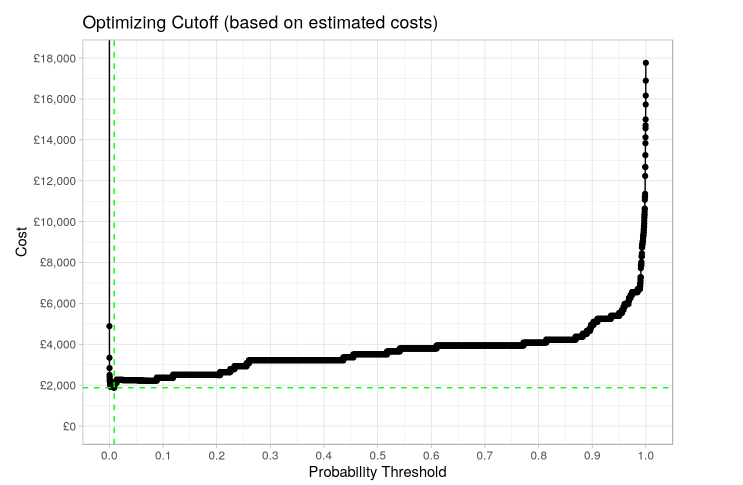 Optimizing Cutoff (based on estimated costs)
£18,000
£16,000
£14,000
£12,000
£10,000
£8,000
£6,000
£4,000
£2,000
£0
Cost
0.0 0.1 0.2 0.3 0.4 0.5 0.6 0.7 0.8 0.9 1.0
Probability Threshold